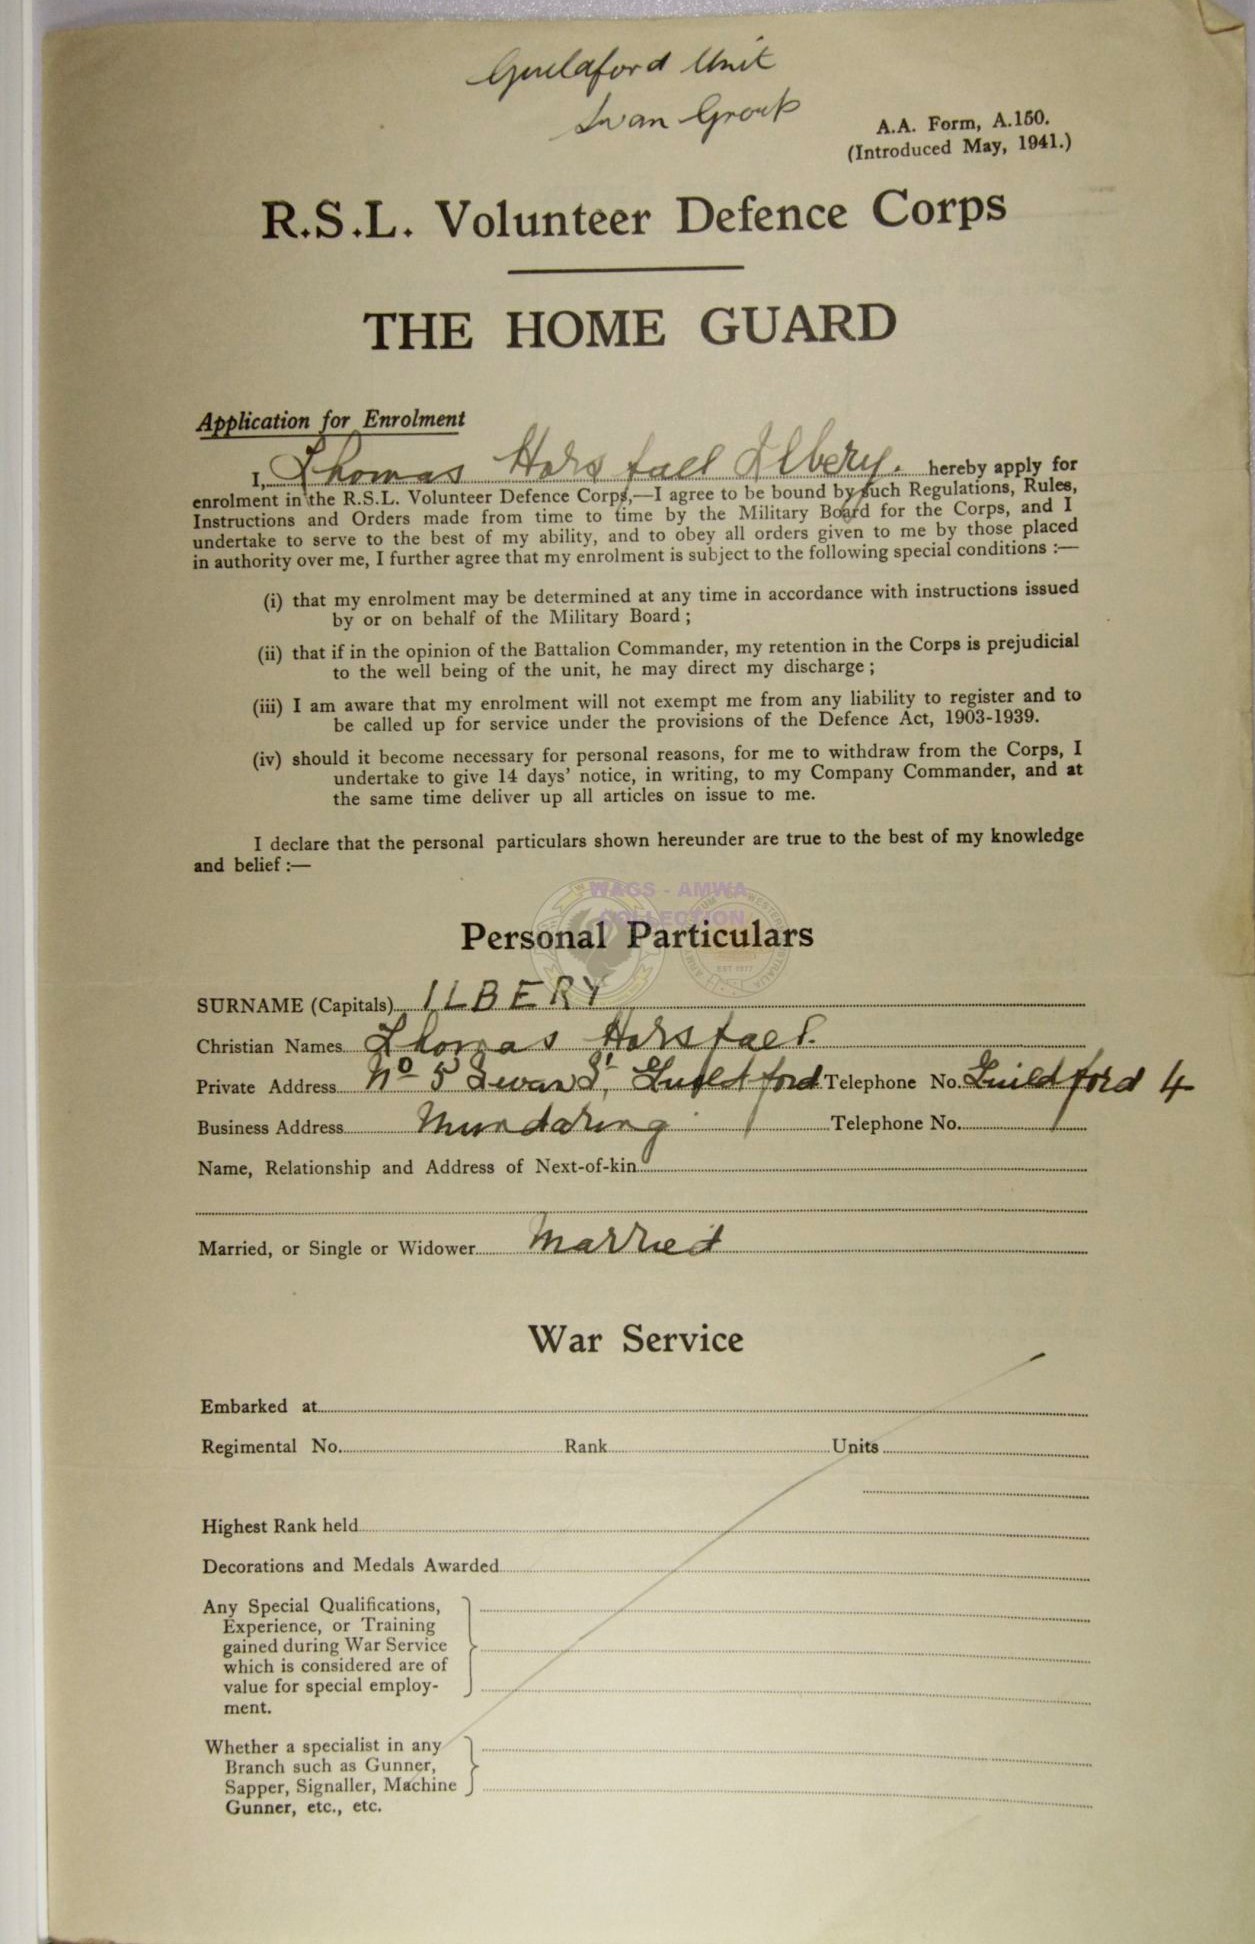 Guildford Unit
Swan Group
A.A. Form, A.150.
(Introduced May, 1941.)
R.S.L. Volunteer Defence Corps
THE HOME GUARD
Application for Enrolment
I, Thomas Horsfall Ilbery. hereby apply for
enrolment in the R.S.L. Volunteer Defence Corps,—I agree to be bound by such Regulations, Rules,
Instructions and Orders made from time to time by the Military Board for the Corps, and I
undertake to serve to the best of my ability, and to obey all orders given to me by those placed
in authority over me, I further agree that my enrolment is subject to the following special conditions :—
(i) that my enrolment may be determined at any time in accordance with instructions issued
by or on behalf of the Military Board ;
(ii) that if in the opinion of the Battalion Commander, my retention in the Corps is prejudicial
to the well being of the unit, he may direct my discharge ;
(iii) I am aware that my enrolment will not exempt me from any liability to register and to
be called up for service under the provisions of the Defence Act, 1903-1939.
(iv) should it become necessary for personal reasons, for me to withdraw from the Corps, I
undertake to give 14 days' notice, in writing, to my Company Commander, and at
the same time deliver up all articles on issue to me.
I declare that the personal particulars shown hereunder are true to the best of my knowledge
and belief :—
WAGS - AMWA
COLLECTION
Personal Particulars
SURNAME (Capitals) ILBERY
Christian Names Thomas Horsfall.
Private Address No 5 Swan St, Guildford Telephone No. Guildford 4
Business Address Mundaring Telephone No.
Name, Relationship and Address of Next-of-kin
Married, or Single or Widower Married
War Service
Embarked at
Regimental No. Rank Units
Highest Rank held
Decorations and Medals Awarded
Any Special Qualifications,
Experience, or Training
gained during War Service
which is considered are of
value for special employ-
ment.
Whether a specialist in any
Branch such as Gunner,
Sapper, Signaller, Machine
Gunner, etc., etc.